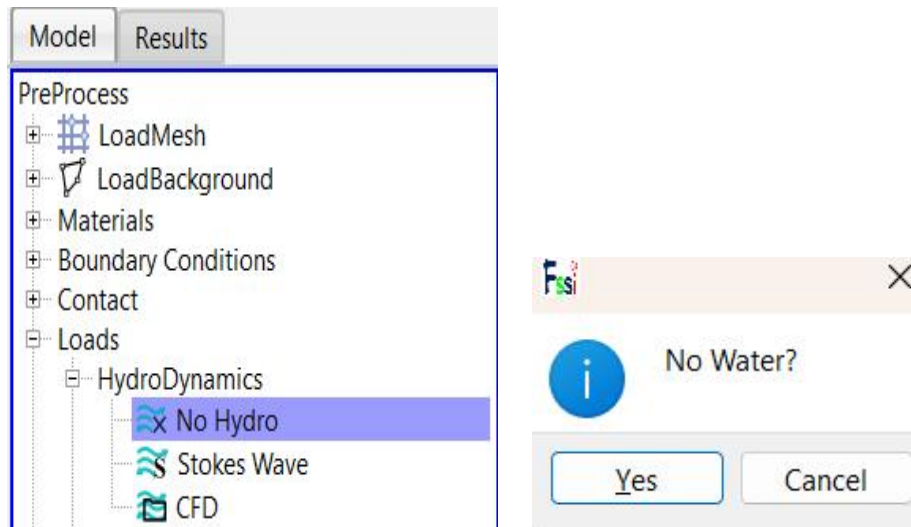 Model Results
PreProcess
LoadMesh
LoadBackground
Materials
Boundary Conditions
Contact
Loads
HydroDynamics
No Hydro
Stokes Wave
CFD
Fssi
No Water?
Yes Cancel